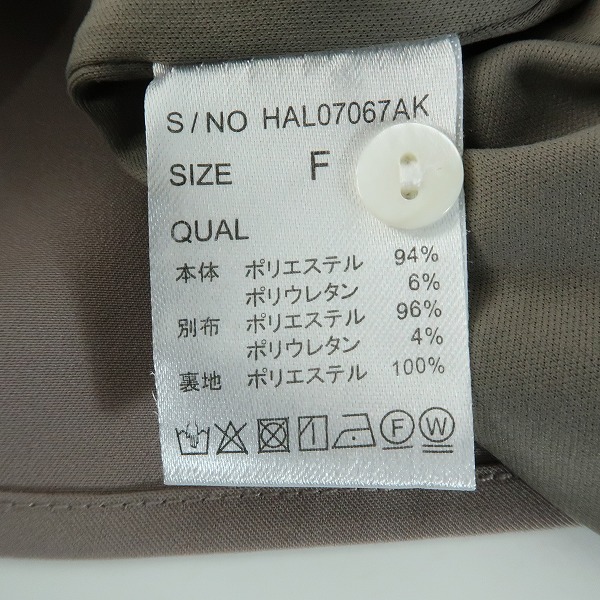 S/NO HAL07067AK
SIZE F
QUAL
本体 ポリエステル 94%
ポリウレタン 6%
別布 ポリエステル 96%
ポリウレタン 4%
裏地 ポリエステル 100%
F W